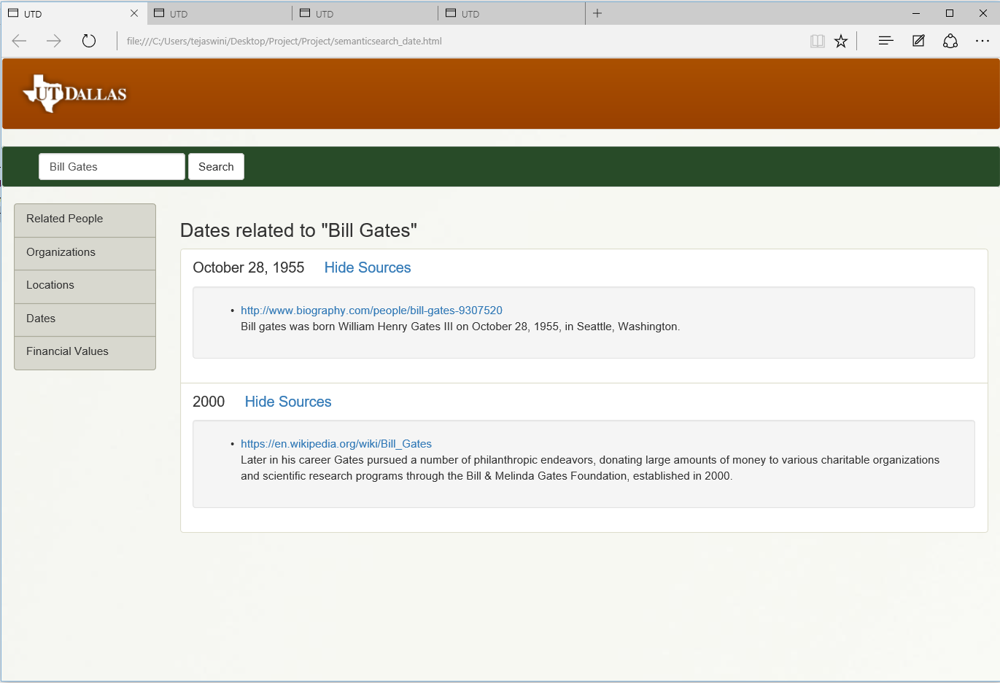 UTD
UTD
UTD
UTD
file:///C:/Users/tejaswini/Desktop/Project/Project/semanticsearch_date.html
UT DALLAS
Bill Gates
Search
Related People
Organizations
Locations
Dates
Financial Values
Dates related to "Bill Gates"
October 28, 1955 Hide Sources
• http://www.biography.com/people/bill-gates-9307520
Bill gates was born William Henry Gates III on October 28, 1955, in Seattle, Washington.
2000 Hide Sources
• https://en.wikipedia.org/wiki/Bill_Gates
Later in his career Gates pursued a number of philanthropic endeavors, donating large amounts of money to various charitable organizations
and scientific research programs through the Bill & Melinda Gates Foundation, established in 2000.